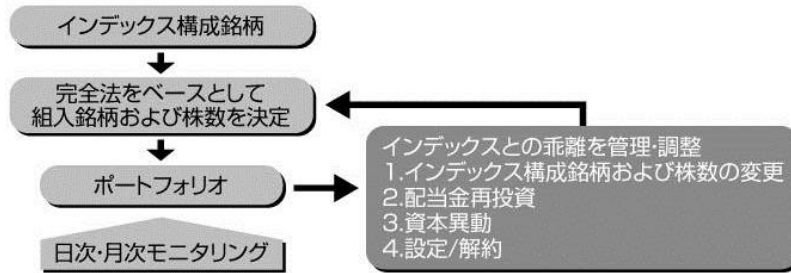 インデックス構成銘柄
完全法をベースとして
組入銘柄および株数を決定
ポートフォリオ
日次・月次モニタリング
インデックスとの乖離を管理・調整
1.インデックス構成銘柄および株数の変更
2.配当金再投資
3.資本異動
4.設定/解約